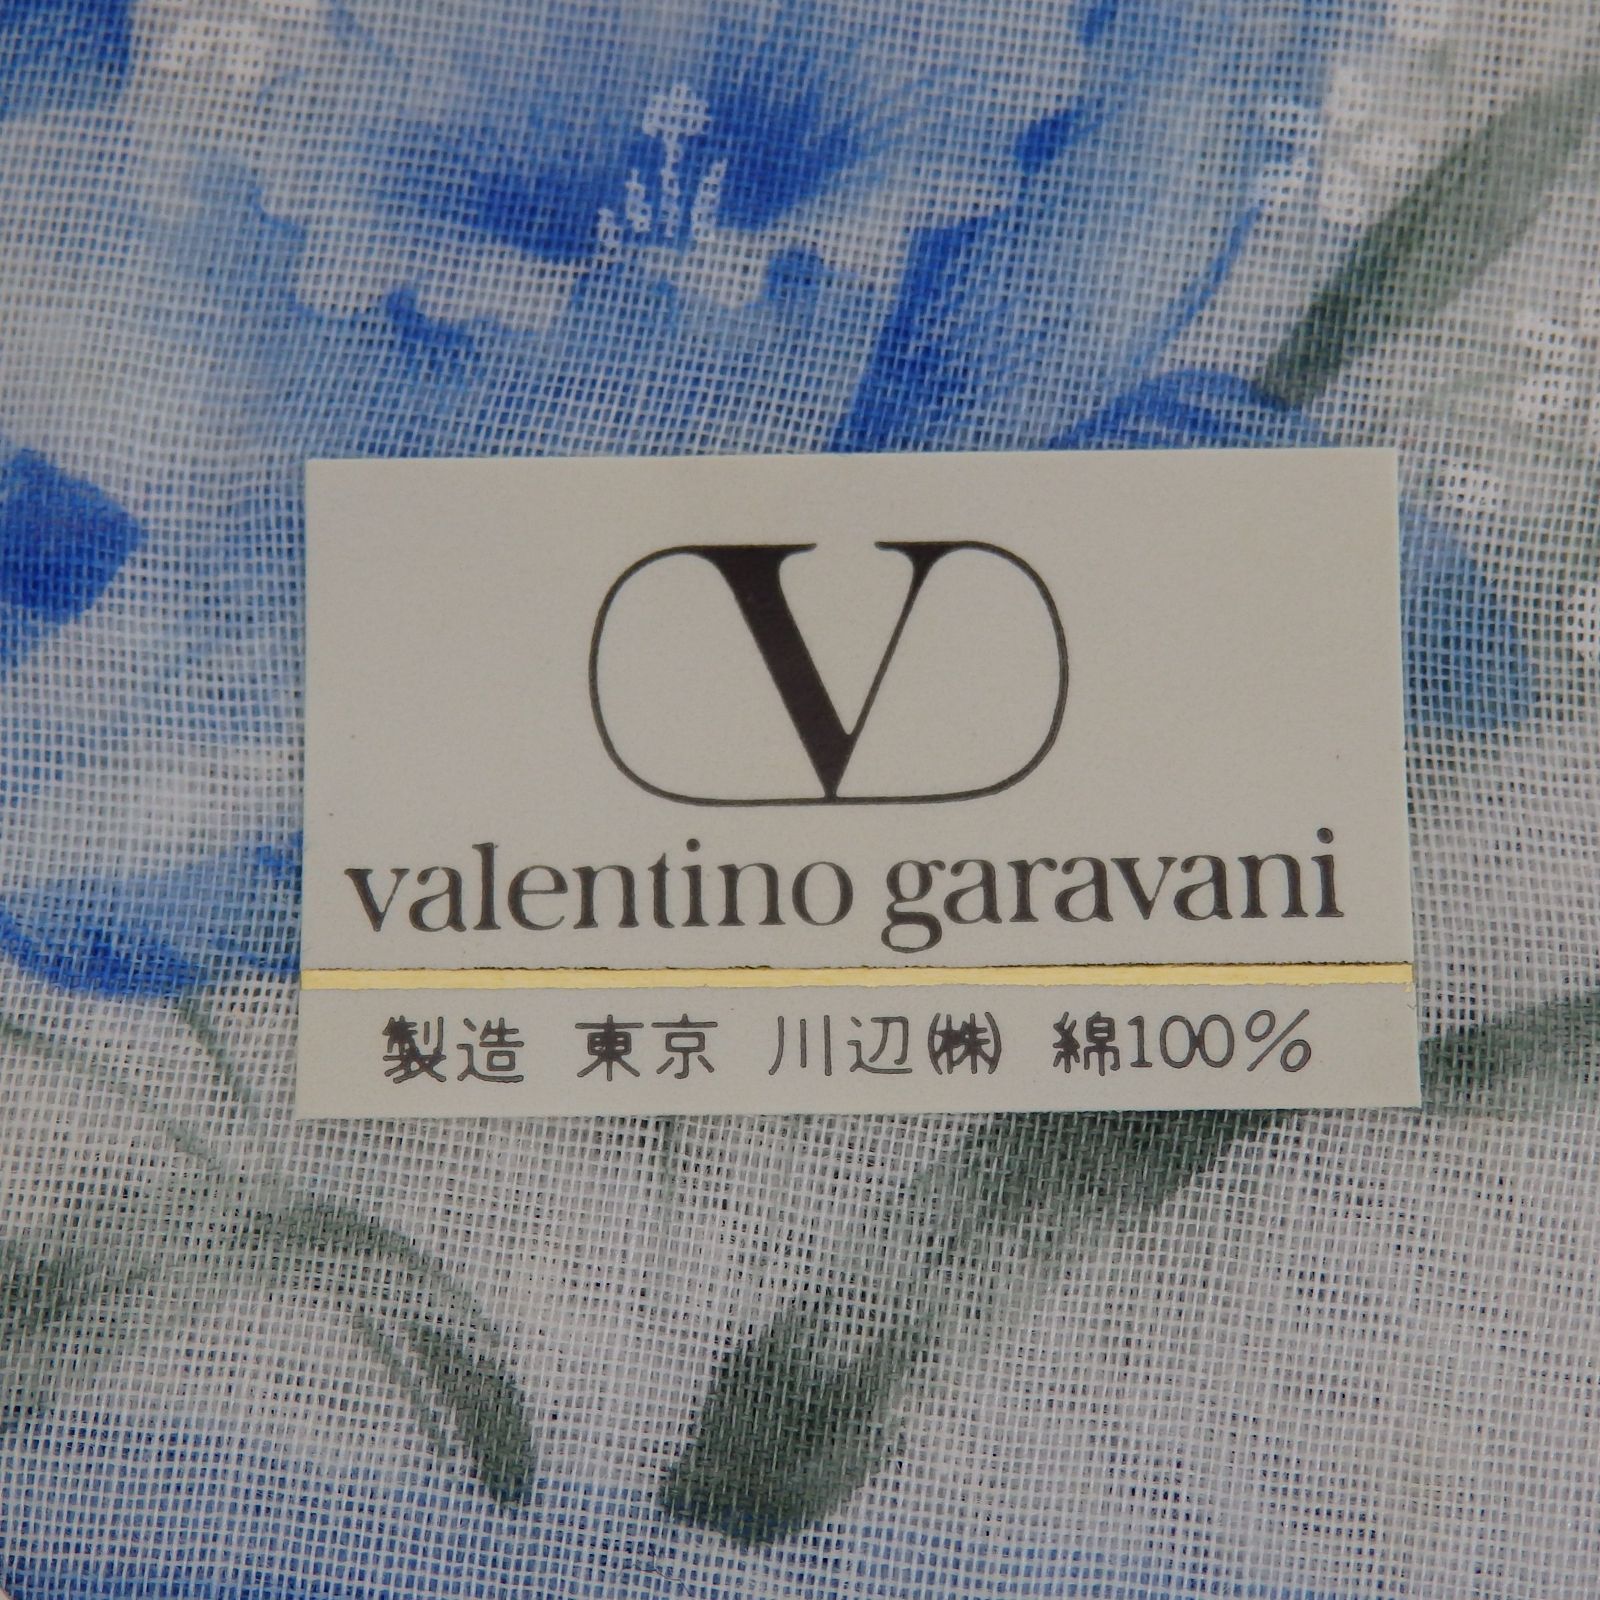 V
valentino garavani
製造 東京 川辺㈱ 綿100%